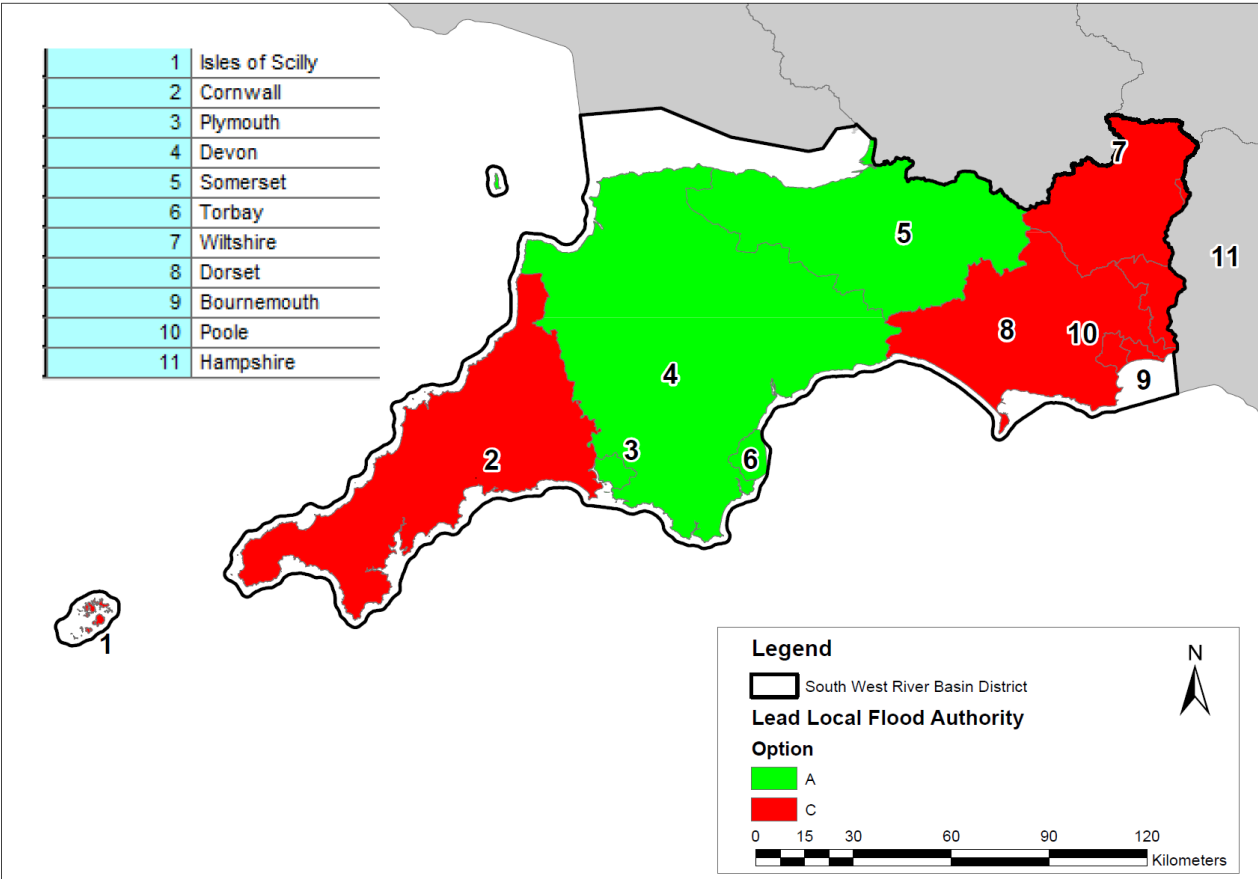 1 Isles of Scilly
2 Cornwall
3 Plymouth
4 Devon
5 Somerset
6 Torbay
7 Wiltshire
8 Dorset
9 Bournemouth
10 Poole
11 Hampshire
7
5
11
8
10
9
4
3
6
2
1
Legend
South West River Basin District
Lead Local Flood Authority
Option
A
C
N
0 15 30 60 90 120
Kilometers